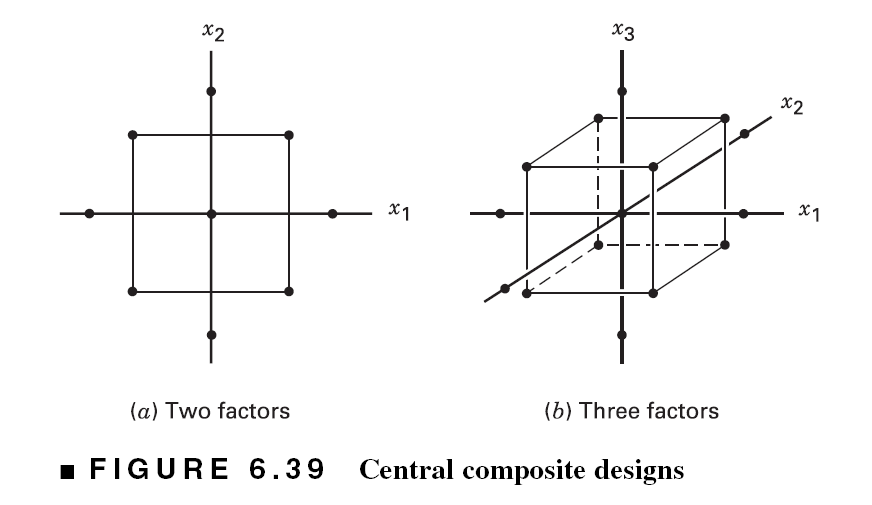 x2
x1
(a) Two factors
x3
x2
x1
(b) Three factors
■ FIGURE 6.39 Central composite designs